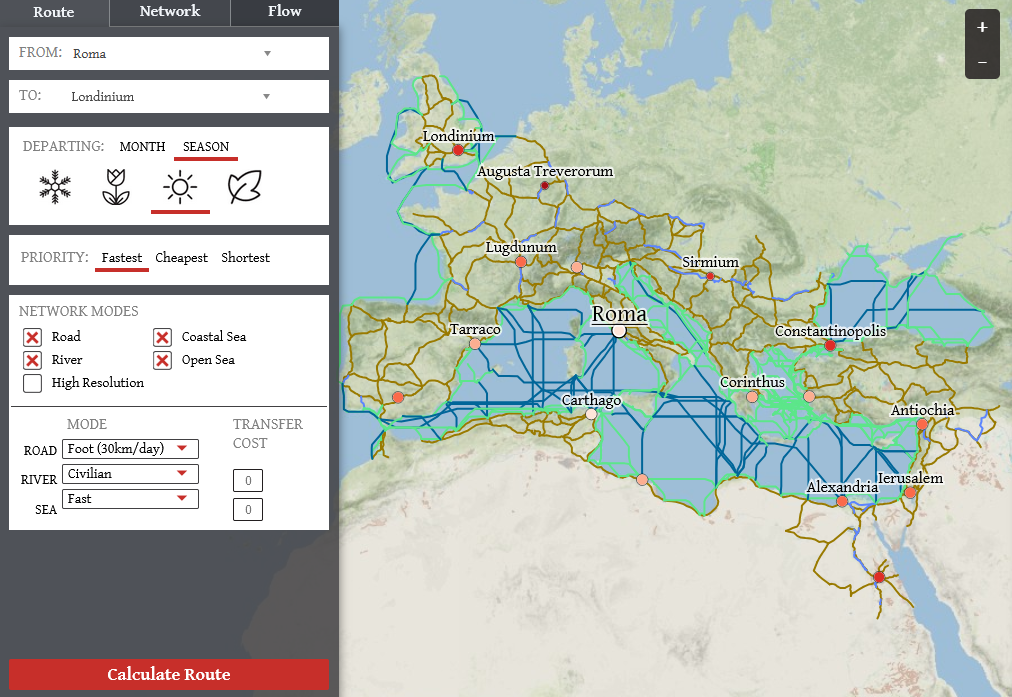 Route Network Flow
FROM: Roma
TO: Londinium
DEPARTING: MONTH SEASON
PRIORITY: Fastest Cheapest Shortest
NETWORK MODES
Road Coastal Sea
River Open Sea
High Resolution
MODE TRANSFER COST
ROAD Foot (30km/day)
RIVER Civilian 0
SEA Fast 0
Calculate Route
+
−
Londinium
Augusta Treverorum
Lugdunum
Sirmium
Roma
Tarraco
Constantinopolis
Corinthus
Carthago
Antiochia
Ierusalem
Alexandria